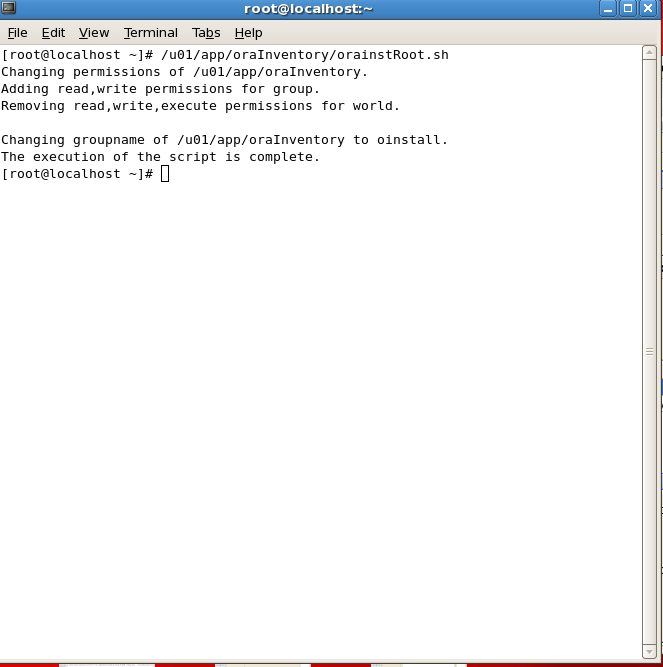 root@localhost:~
File Edit View Terminal Tabs Help
[root@localhost ~]# /u01/app/oraInventory/orainstRoot.sh
Changing permissions of /u01/app/oraInventory.
Adding read,write permissions for group.
Removing read,write,execute permissions for world.
Changing groupname of /u01/app/oraInventory to oinstall.
The execution of the script is complete.
[root@localhost ~]#